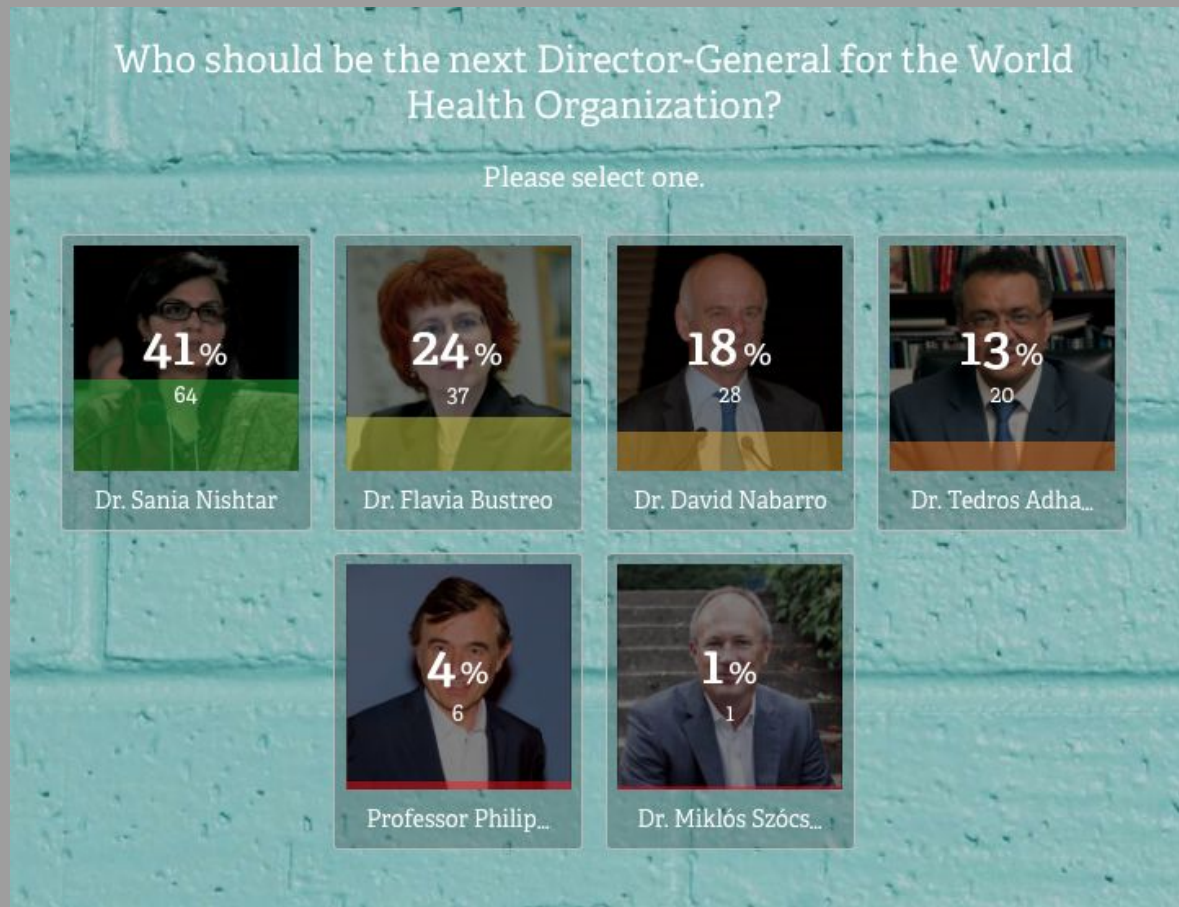 Who should be the next Director-General for the World
Health Organization?
Please select one.
41%
64
Dr. Sania Nishtar
24%
37
Dr. Flavia Bustreo
18%
28
Dr. David Nabarro
13%
20
Dr. Tedros Adha...
4%
6
Professor Philip...
1%
1
Dr. Miklós Szócs...